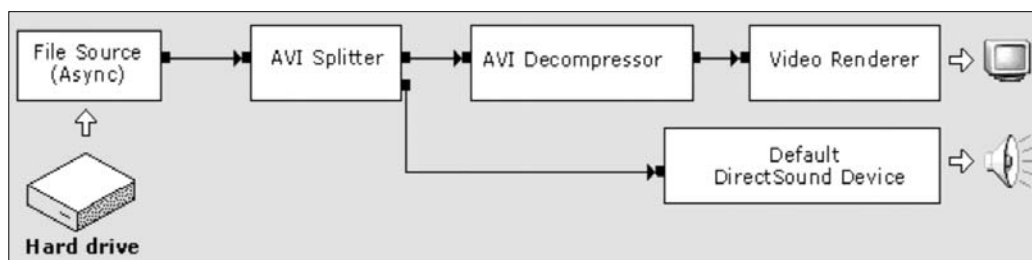 File Source
(Async)
AVI Splitter
AVI Decompressor
Video Renderer
Default
DirectSound Device
Hard drive